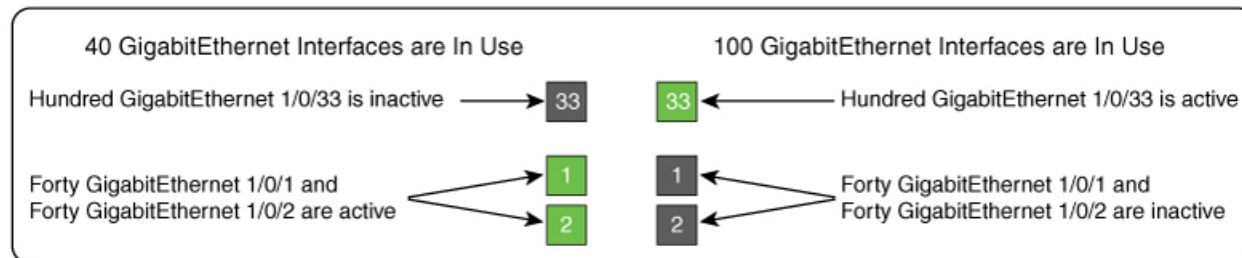 40 GigabitEthernet Interfaces are In Use
Hundred GigabitEthernet 1/0/33 is inactive
33
Forty GigabitEthernet 1/0/1 and
Forty GigabitEthernet 1/0/2 are active
1
2
100 GigabitEthernet Interfaces are In Use
33
Hundred GigabitEthernet 1/0/33 is active
1
2
Forty GigabitEthernet 1/0/1 and
Forty GigabitEthernet 1/0/2 are inactive